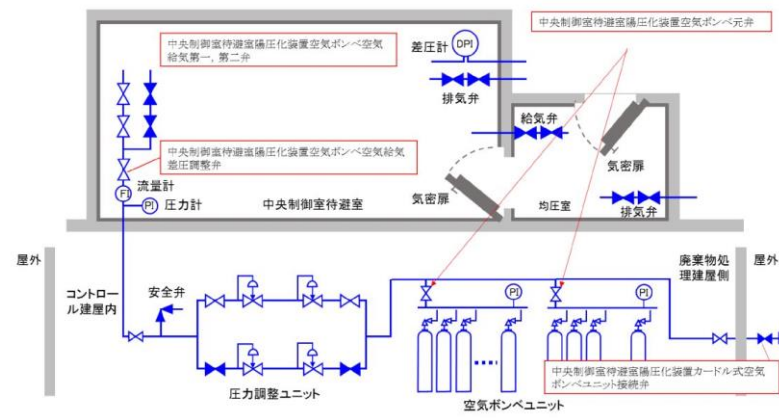 中央制御室待避室陽圧化装置空気ボンベ空気
給気第一，第二弁
差圧計
DPI
中央制御室待避室陽圧化装置空気ボンベ元弁
排気弁
給気弁
中央制御室待避室陽圧化装置空気ボンベ空気給気
差圧調整弁
気密扉
FI
流量計
PI
圧力計
中央制御室待避室
気密扉
均圧室
排気弁
屋外
コントロー
ル建屋内
安全弁
PI
PI
廃棄物処
理建屋側
屋外
中央制御室待避室陽圧化装置カードル式空気
ボンベユニット接続弁
圧力調整ユニット
空気ボンベユニット